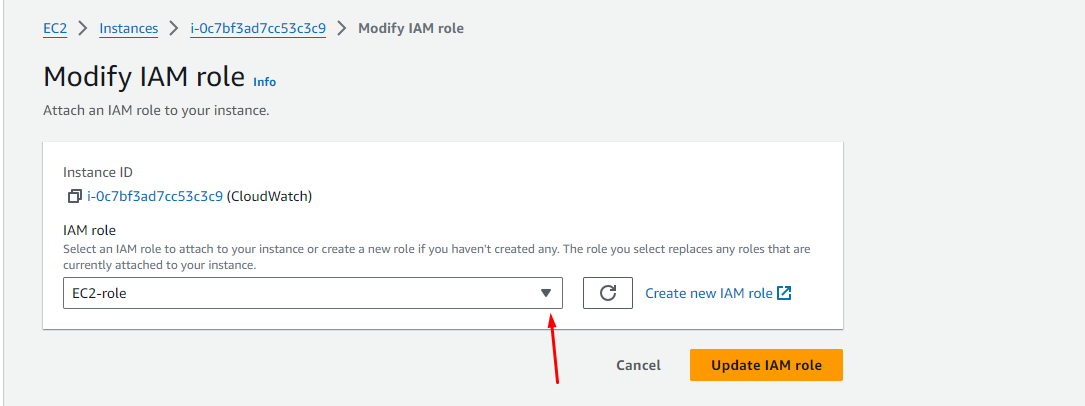 EC2 > Instances > i-0c7bf3ad7cc53c3c9 > Modify IAM role
Modify IAM role Info
Attach an IAM role to your instance.
Instance ID
i-0c7bf3ad7cc53c3c9 (CloudWatch)
IAM role
Select an IAM role to attach to your instance or create a new role if you haven't created any. The role you select replaces any roles that are
currently attached to your instance.
EC2-role
Create new IAM role
Cancel
Update IAM role